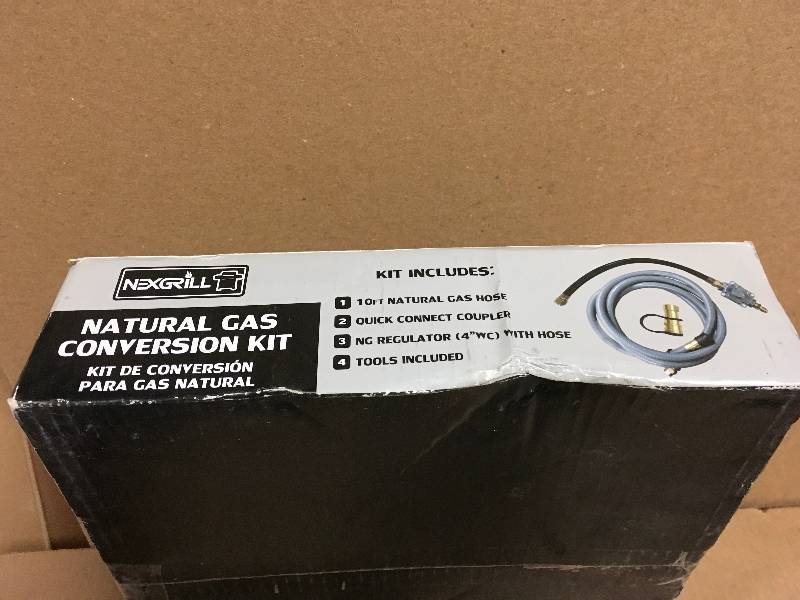 NEXGRILL
NATURAL GAS
CONVERSION KIT
KIT DE CONVERSIÓN
PARA GAS NATURAL
KIT INCLUDES:
1 10FT NATURAL GAS HOSE
2 QUICK CONNECT COUPLER
3 NG REGULATOR (4"WC) WITH HOSE
4 TOOLS INCLUDED